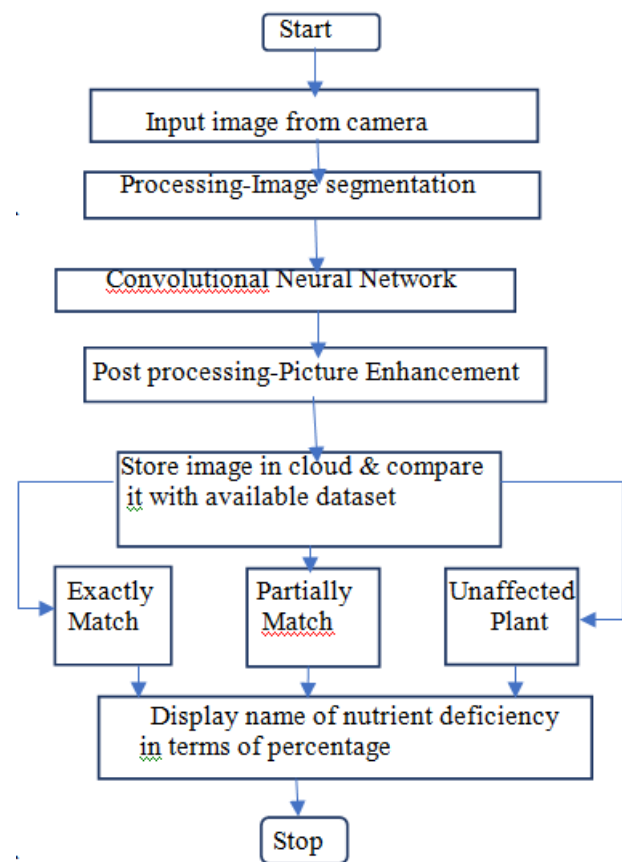 Start
Input image from camera
Processing-Image segmentation
Convolutional Neural Network
Post processing-Picture Enhancement
Store image in cloud & compare
it with available dataset
Exactly
Match
Partially
Match
Unaffected
Plant
Display name of nutrient deficiency
in terms of percentage
Stop